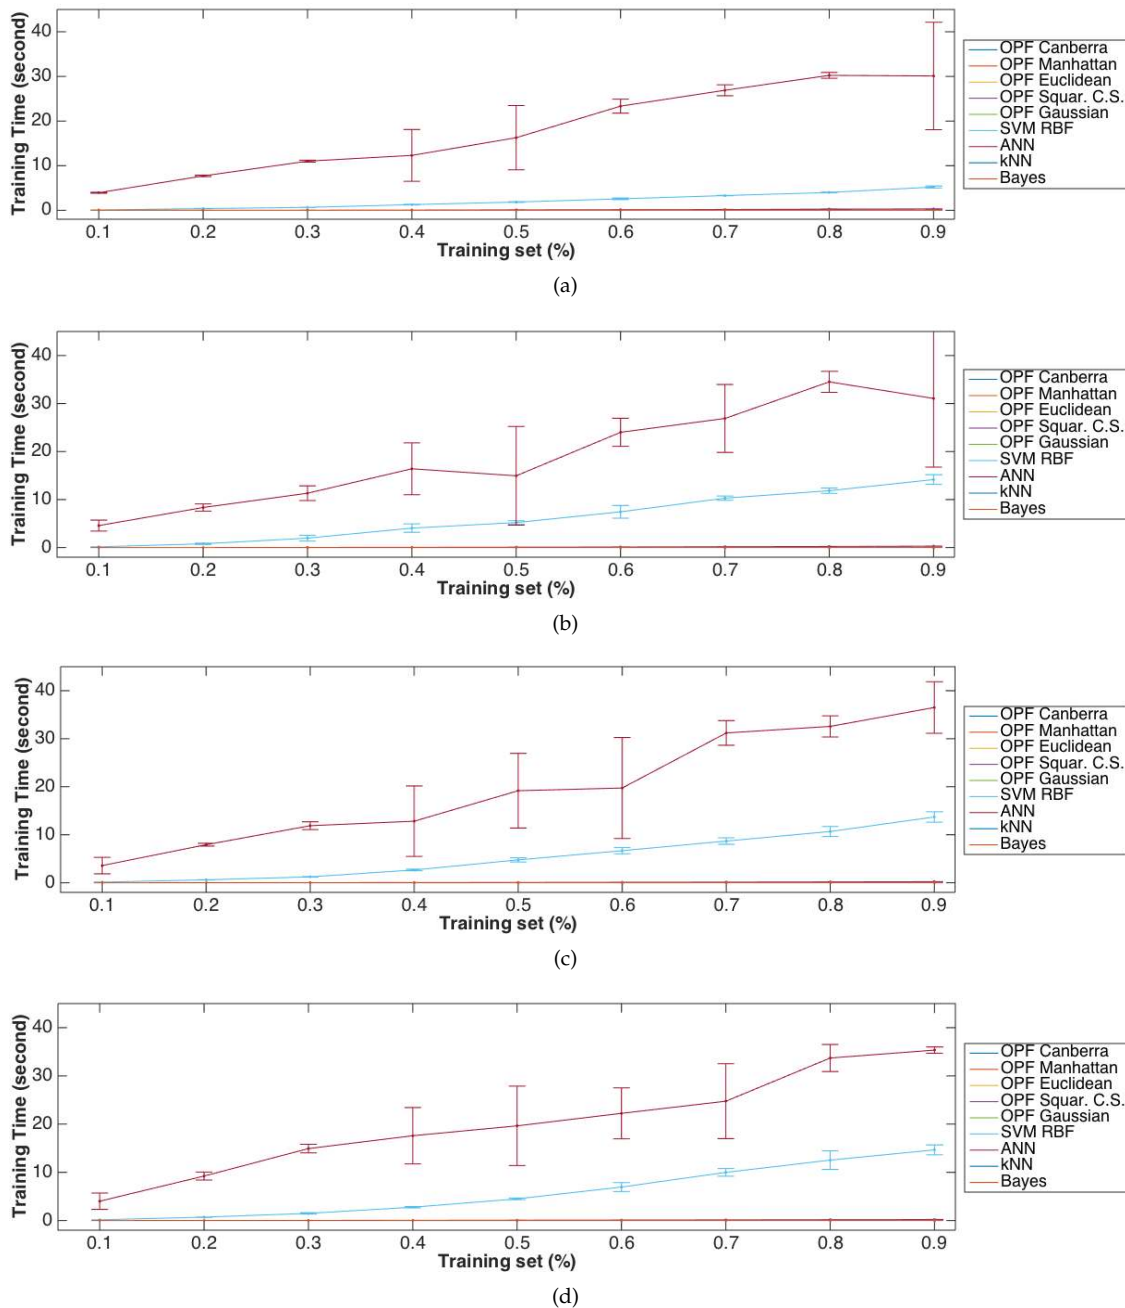 Training Time (second)
40
30
20
10
0
0.1 0.2 0.3 0.4 0.5 0.6 0.7 0.8 0.9
Training set (%)
OPF Canberra
OPF Manhattan
OPF Euclidean
OPF Squar. C.S.
OPF Gaussian
SVM RBF
ANN
kNN
Bayes
(a)
Training Time (second)
40
30
20
10
0
0.1 0.2 0.3 0.4 0.5 0.6 0.7 0.8 0.9
Training set (%)
OPF Canberra
OPF Manhattan
OPF Euclidean
OPF Squar. C.S.
OPF Gaussian
SVM RBF
ANN
kNN
Bayes
(b)
Training Time (second)
40
30
20
10
0
0.1 0.2 0.3 0.4 0.5 0.6 0.7 0.8 0.9
Training set (%)
OPF Canberra
OPF Manhattan
OPF Euclidean
OPF Squar. C.S.
OPF Gaussian
SVM RBF
ANN
kNN
Bayes
(c)
Training Time (second)
40
30
20
10
0
0.1 0.2 0.3 0.4 0.5 0.6 0.7 0.8 0.9
Training set (%)
OPF Canberra
OPF Manhattan
OPF Euclidean
OPF Squar. C.S.
OPF Gaussian
SVM RBF
ANN
kNN
Bayes
(d)